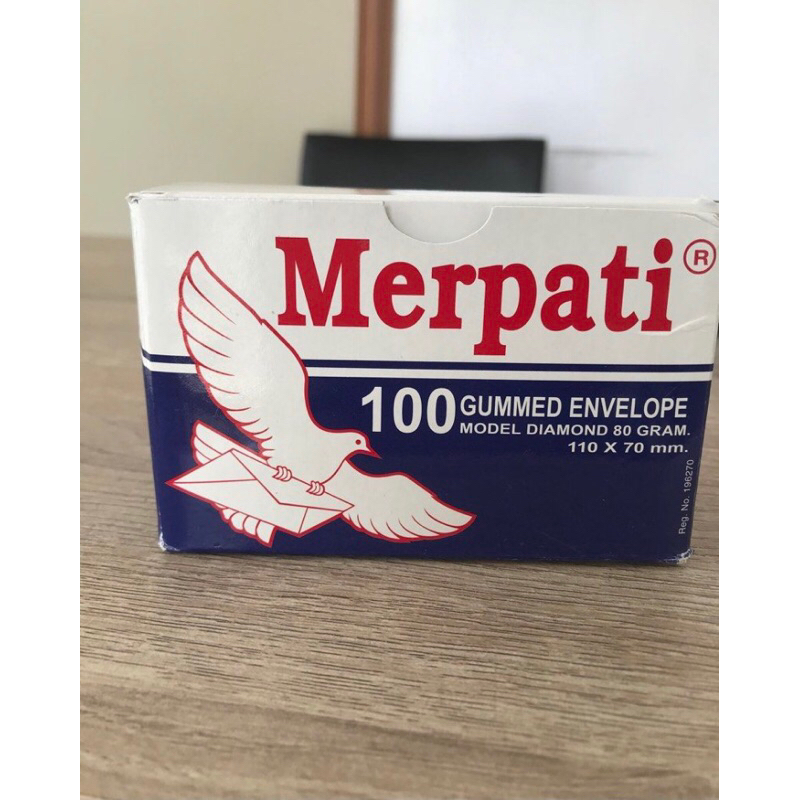 Merpati®
100 GUMMED ENVELOPE
MODEL DIAMOND 80 GRAM.
110 X 70 mm.
Reg. No. 196270